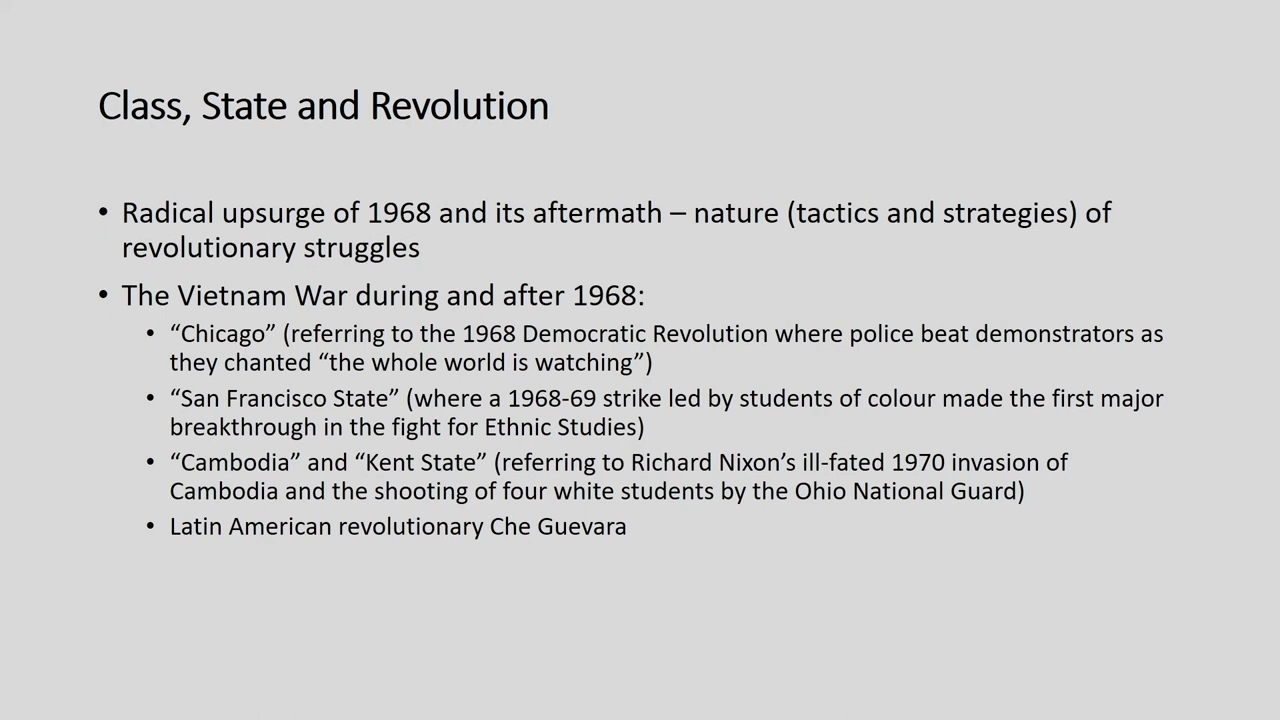 Class, State and Revolution
• Radical upsurge of 1968 and its aftermath – nature (tactics and strategies) of
revolutionary struggles
• The Vietnam War during and after 1968:
• “Chicago” (referring to the 1968 Democratic Revolution where police beat demonstrators as
they chanted “the whole world is watching”)
• “San Francisco State” (where a 1968-69 strike led by students of colour made the first major
breakthrough in the fight for Ethnic Studies)
• “Cambodia” and “Kent State” (referring to Richard Nixon’s ill-fated 1970 invasion of
Cambodia and the shooting of four white students by the Ohio National Guard)
• Latin American revolutionary Che Guevara